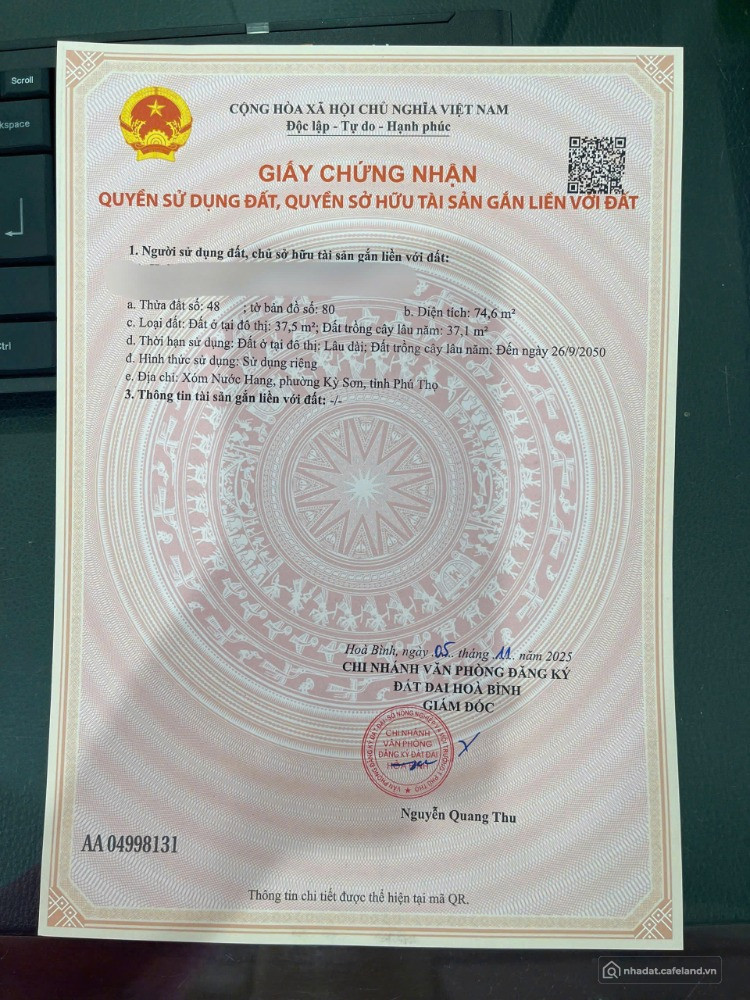 Scroll
kspace
Ctrl
CỘNG HÒA XÃ HỘI CHỦ NGHĨA VIỆT NAM
Độc lập - Tự do - Hạnh phúc
GIẤY CHỨNG NHẬN
QUYỀN SỬ DỤNG ĐẤT, QUYỀN SỞ HỮU TÀI SẢN GẮN LIỀN VỚI ĐẤT
1. Người sử dụng đất, chủ sở hữu tài sản gắn liền với đất:
a. Thửa đất số: 48 ; tờ bản đồ số: 80 b. Diện tích: 74,6 m²
c. Loại đất: Đất ở tại đô thị: 37,5 m²; Đất trồng cây lâu năm: 37,1 m²
d. Thời hạn sử dụng: Đất ở tại đô thị: Lâu dài; Đất trồng cây lâu năm: Đến ngày 26/9/2050
đ. Hình thức sử dụng: Sử dụng riêng
e. Địa chỉ: Xóm Nước Hang, phường Kỳ Sơn, tỉnh Phú Thọ
3. Thông tin tài sản gắn liền với đất: -/-
Hoà Bình, ngày 05 tháng 11 năm 2025
CHI NHÁNH VĂN PHÒNG ĐĂNG KÝ
ĐẤT ĐAI HOÀ BÌNH
GIÁM ĐỐC
CHI NHÁNH
VĂN PHÒNG
ĐĂNG KÝ ĐẤT ĐAI
Nguyễn Quang Thu
AA 04998131
Thông tin chi tiết được thể hiện tại mã QR.
nhadat.cafeland.vn